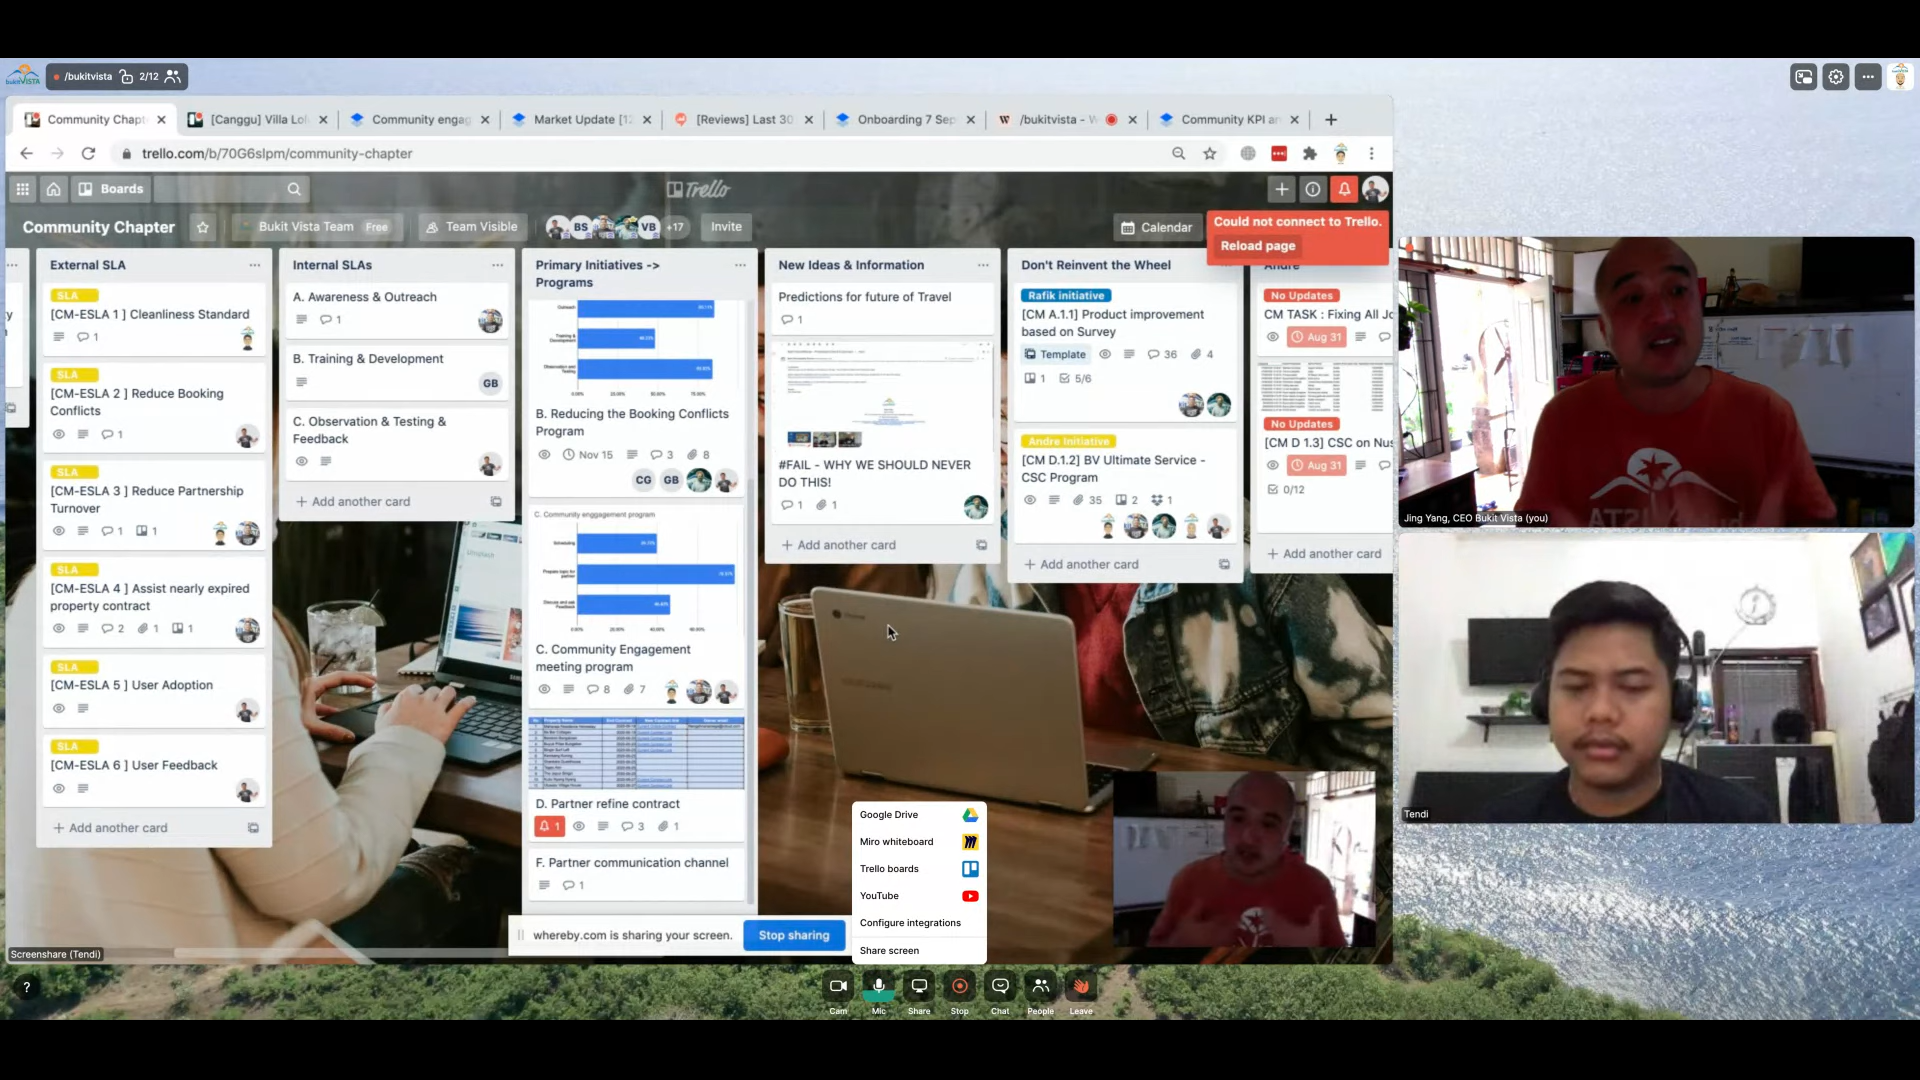 /bukitvista 2/12
Community Chapt
[Canggu] Villa Lol
Community engag
Market Update [1
[Reviews] Last 30
Onboarding 7 Sep
/bukitvista - W
Community KPI an
trello.com/b/70G6slpm/community-chapter
Boards
Trello
Community Chapter
Bukit Vista Team Free
Team Visible
BS
VB
+17
Invite
Calendar
Could not connect to Trello.
Reload page
External SLA
SLA
[CM-ESLA 1 ] Cleanliness Standard
1
SLA
[CM-ESLA 2 ] Reduce Booking
Conflicts
1
SLA
[CM-ESLA 3 ] Reduce Partnership
Turnover
1 1
SLA
[CM-ESLA 4 ] Assist nearly expired
property contract
2 1 1
SLA
[CM-ESLA 5 ] User Adoption
SLA
[CM-ESLA 6 ] User Feedback
+ Add another card
Internal SLAs
A. Awareness & Outreach
1
B. Training & Development
GB
C. Observation & Testing &
Feedback
+ Add another card
Primary Initiatives ->
Programs
B. Reducing the Booking Conflicts
Program
Nov 15 3 8
CG GB
C. Community enggagement program
C. Community Engagement
meeting program
8 7
D. Partner refine contract
1 3 1
F. Partner communication channel
1
New Ideas & Information
Predictions for future of Travel
1
#FAIL - WHY WE SHOULD NEVER
DO THIS!
1 1
+ Add another card
Don't Reinvent the Wheel
Rafik initiative
[CM A.1.1] Product improvement
based on Survey
Template 36 4
1 5/6
Andre Initiative
[CM D.1.2] BV Ultimate Service -
CSC Program
35 2 1
+ Add another card
Andre
No Updates
CM TASK : Fixing All Jo
Aug 31
No Updates
[CM D 1.3] CSC on Nus
Aug 31
0/12
+ Add another card
Jing Yang, CEO Bukit Vista (you)
Tendi
Google Drive
Miro whiteboard
Trello boards
YouTube
Configure integrations
Share screen
whereby.com is sharing your screen.
Stop sharing
Screenshare (Tendi)
?
Cam
Mic
Share
Stop
Chat
People
Leave